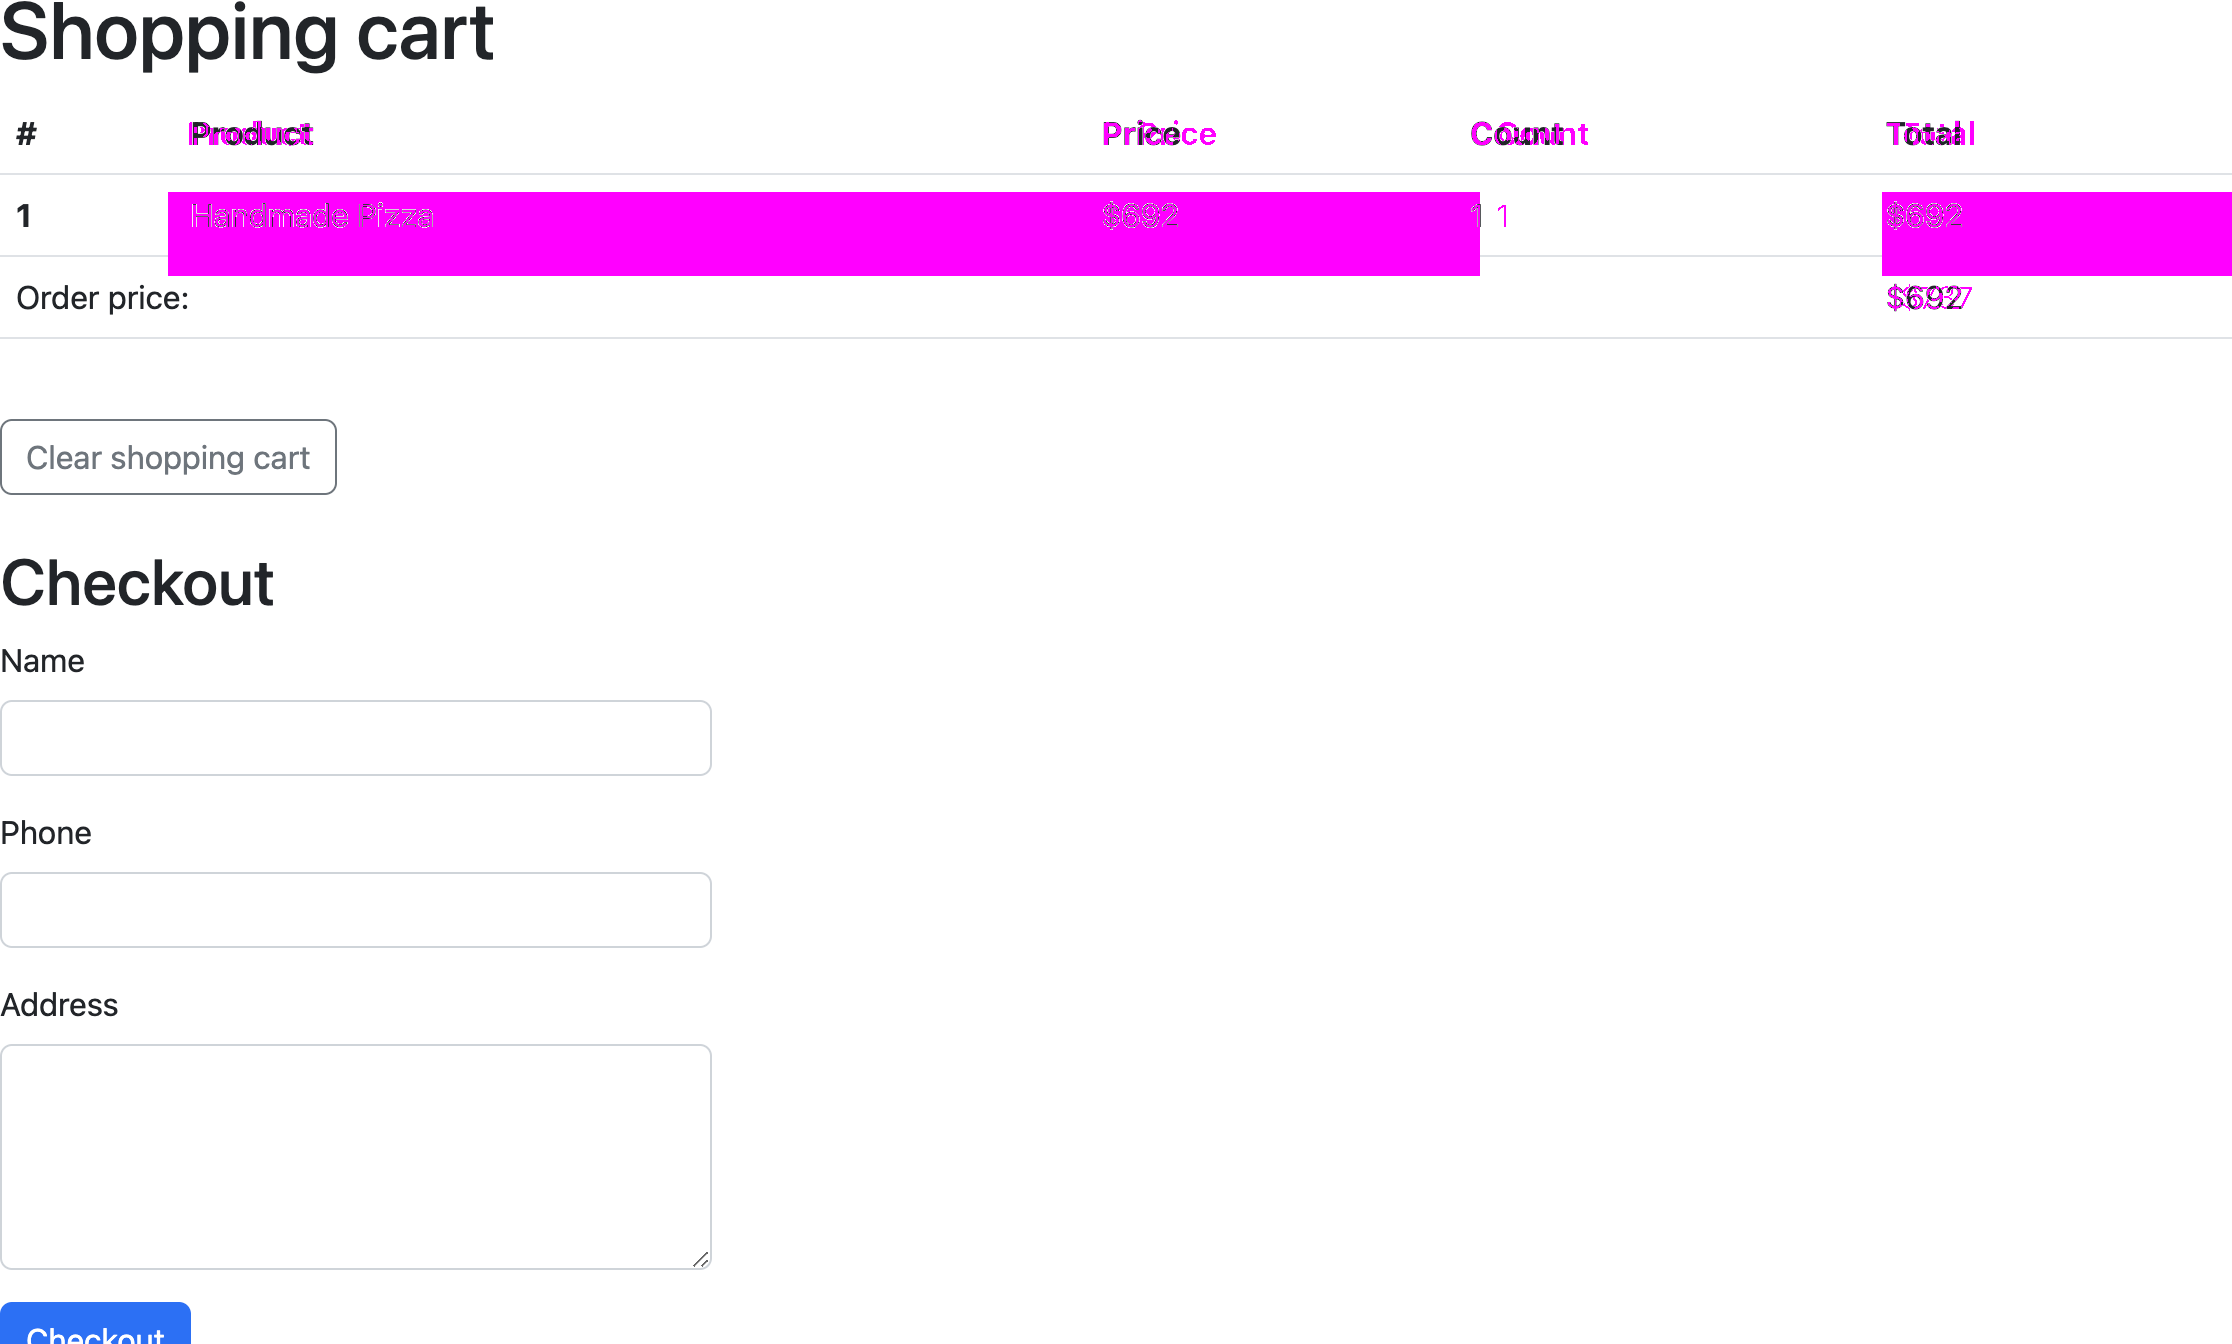 Shopping cart
# Product Price Count Total
1 Handmade Pizza $692 1 1 $692
Order price: $692
Clear shopping cart
Checkout
Name
Phone
Address
Checkout